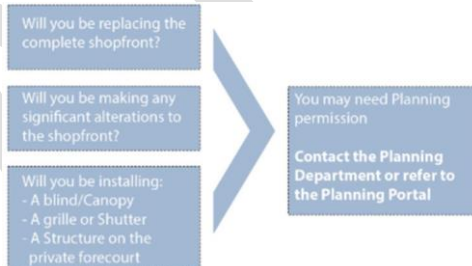 Will you be replacing the
complete shopfront?
Will you be making any
significant alterations to
the shopfront?
Will you be installing:
- A blind/Canopy
- A grille or Shutter
- A Structure on the
private forecourt
You may need Planning
permission
Contact the Planning
Department or refer to
the Planning Portal